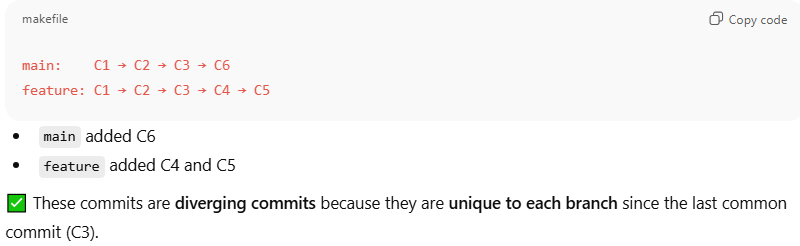 makefile
Copy code
main:    C1 → C2 → C3 → C6
feature: C1 → C2 → C3 → C4 → C5
• main added C6
• feature added C4 and C5
✅ These commits are diverging commits because they are unique to each branch since the last common
commit (C3).